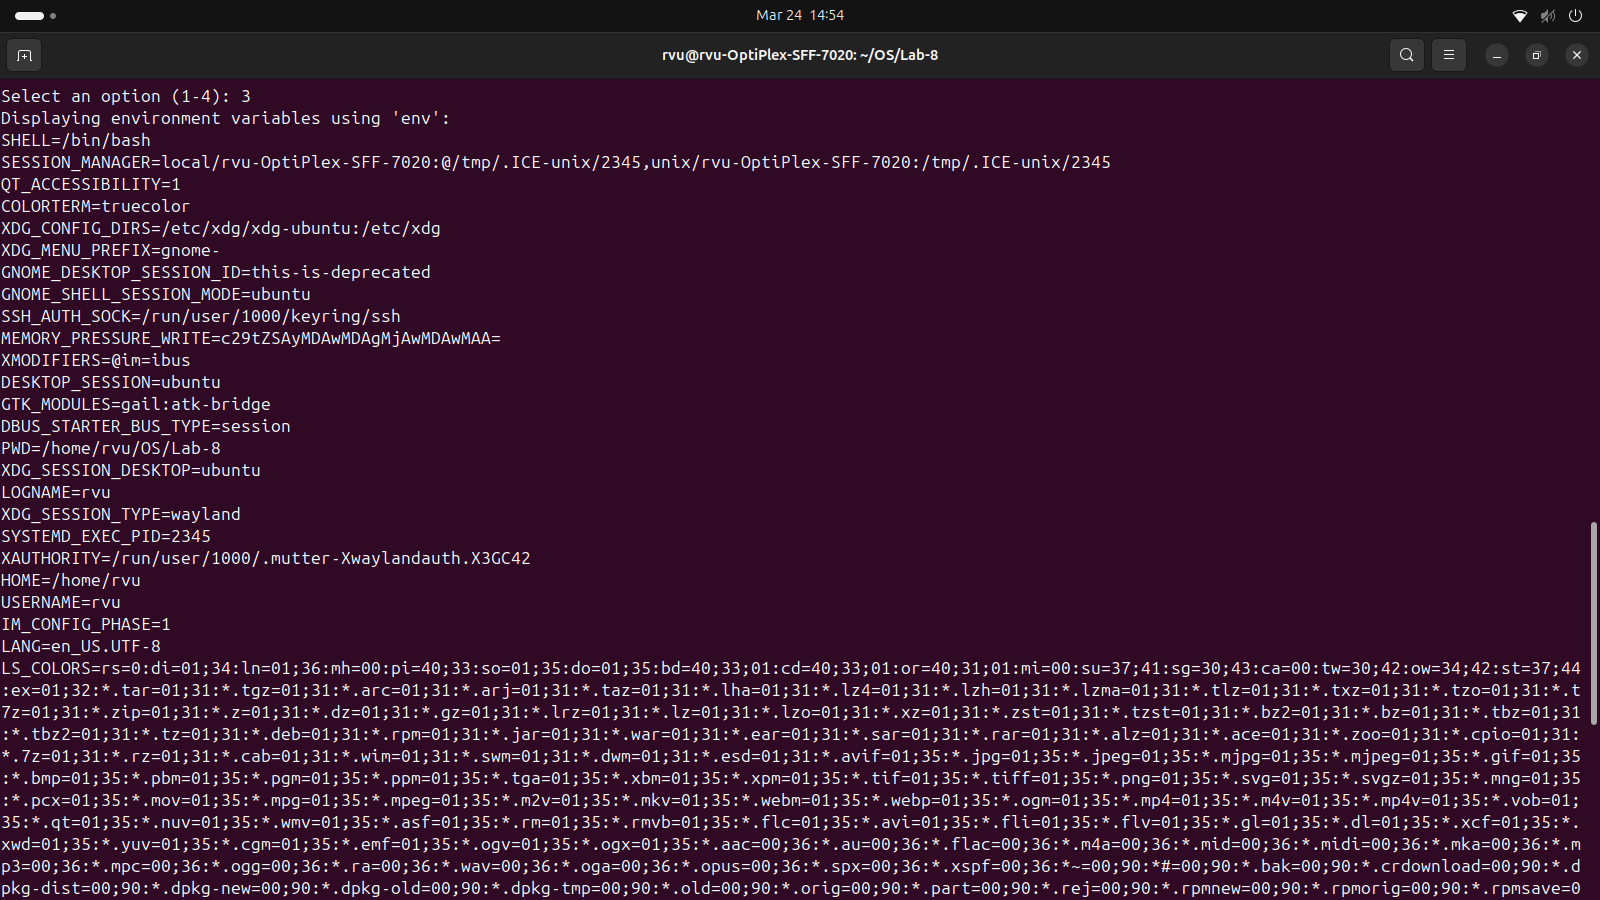 Mar 24 14:54
rvu@rvu-OptiPlex-SFF-7020: ~/OS/Lab-8
Select an option (1-4): 3
Displaying environment variables using 'env':
SHELL=/bin/bash
SESSION_MANAGER=local/rvu-OptiPlex-SFF-7020:@/tmp/.ICE-unix/2345,unix/rvu-OptiPlex-SFF-7020:/tmp/.ICE-unix/2345
QT_ACCESSIBILITY=1
COLORTERM=truecolor
XDG_CONFIG_DIRS=/etc/xdg/xdg-ubuntu:/etc/xdg
XDG_MENU_PREFIX=gnome-
GNOME_DESKTOP_SESSION_ID=this-is-deprecated
GNOME_SHELL_SESSION_MODE=ubuntu
SSH_AUTH_SOCK=/run/user/1000/keyring/ssh
MEMORY_PRESSURE_WRITE=c29tZSAyMDAwMDAgMjAwMDAwMAA=
XMODIFIERS=@im=ibus
DESKTOP_SESSION=ubuntu
GTK_MODULES=gail:atk-bridge
DBUS_STARTER_BUS_TYPE=session
PWD=/home/rvu/OS/Lab-8
XDG_SESSION_DESKTOP=ubuntu
LOGNAME=rvu
XDG_SESSION_TYPE=wayland
SYSTEMD_EXEC_PID=2345
XAUTHORITY=/run/user/1000/.mutter-Xwaylandauth.X3GC42
HOME=/home/rvu
USERNAME=rvu
IM_CONFIG_PHASE=1
LANG=en_US.UTF-8
LS_COLORS=rs=0:di=01;34:ln=01;36:mh=00:pi=40;33:so=01;35:do=01;35:bd=40;33;01:cd=40;33;01:or=40;31;01:mi=00:su=37;41:sg=30;43:ca=00:tw=30;42:ow=34;42:st=37;44
:ex=01;32:*.tar=01;31:*.tgz=01;31:*.arc=01;31:*.arj=01;31:*.taz=01;31:*.lha=01;31:*.lz4=01;31:*.lzh=01;31:*.lzma=01;31:*.tlz=01;31:*.txz=01;31:*.tzo=01;31:*.t
7z=01;31:*.zip=01;31:*.z=01;31:*.dz=01;31:*.gz=01;31:*.lrz=01;31:*.lz=01;31:*.lzo=01;31:*.xz=01;31:*.zst=01;31:*.tzst=01;31:*.bz2=01;31:*.bz=01;31:*.tbz=01;31
:*.tbz2=01;31:*.tz=01;31:*.deb=01;31:*.rpm=01;31:*.jar=01;31:*.war=01;31:*.ear=01;31:*.sar=01;31:*.rar=01;31:*.alz=01;31:*.ace=01;31:*.zoo=01;31:*.cpio=01;31:
*.7z=01;31:*.rz=01;31:*.cab=01;31:*.wim=01;31:*.swm=01;31:*.dwm=01;31:*.esd=01;31:*.avif=01;35:*.jpg=01;35:*.jpeg=01;35:*.mjpg=01;35:*.mjpeg=01;35:*.gif=01;35
:*.bmp=01;35:*.pbm=01;35:*.pgm=01;35:*.ppm=01;35:*.tga=01;35:*.xbm=01;35:*.xpm=01;35:*.tif=01;35:*.tiff=01;35:*.png=01;35:*.svg=01;35:*.svgz=01;35:*.mng=01;35
:*.pcx=01;35:*.mov=01;35:*.mpg=01;35:*.mpeg=01;35:*.m2v=01;35:*.mkv=01;35:*.webm=01;35:*.webp=01;35:*.ogm=01;35:*.mp4=01;35:*.m4v=01;35:*.mp4v=01;35:*.vob=01;
35:*.qt=01;35:*.nuv=01;35:*.wmv=01;35:*.asf=01;35:*.rm=01;35:*.rmvb=01;35:*.flc=01;35:*.avi=01;35:*.fli=01;35:*.flv=01;35:*.gl=01;35:*.dl=01;35:*.xcf=01;35:*.
xwd=01;35:*.yuv=01;35:*.cgm=01;35:*.emf=01;35:*.ogv=01;35:*.ogx=01;35:*.aac=00;36:*.au=00;36:*.flac=00;36:*.m4a=00;36:*.mid=00;36:*.midi=00;36:*.mka=00;36:*.m
p3=00;36:*.mpc=00;36:*.ogg=00;36:*.ra=00;36:*.wav=00;36:*.oga=00;36:*.opus=00;36:*.spx=00;36:*.xspf=00;36:*~=00;90:*#=00;90:*.bak=00;90:*.crdownload=00;90:*.d
pkg-dist=00;90:*.dpkg-new=00;90:*.dpkg-old=00;90:*.dpkg-tmp=00;90:*.old=00;90:*.orig=00;90:*.part=00;90:*.rej=00;90:*.rpmnew=00;90:*.rpmorig=00;90:*.rpmsave=0